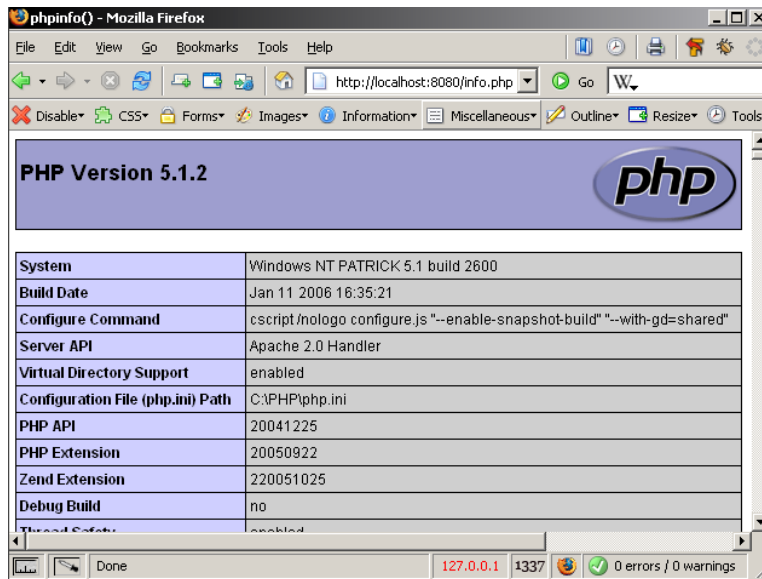 phpinfo() - Mozilla Firefox
File Edit View Go Bookmarks Tools Help
http://localhost:8080/info.php Go W.
Disable CSS Forms Images Information Miscellaneous Outline Resize Tools
PHP Version 5.1.2
php
System Windows NT PATRICK 5.1 build 2600
Build Date Jan 11 2006 16:35:21
Configure Command cscript /nologo configure.js "--enable-snapshot-build" "--with-gd=shared"
Server API Apache 2.0 Handler
Virtual Directory Support enabled
Configuration File (php.ini) Path C:\PHP\php.ini
PHP API 20041225
PHP Extension 20050922
Zend Extension 220051025
Debug Build no
Thread Safety enabled
Done 127.0.0.1 1337 0 errors / 0 warnings